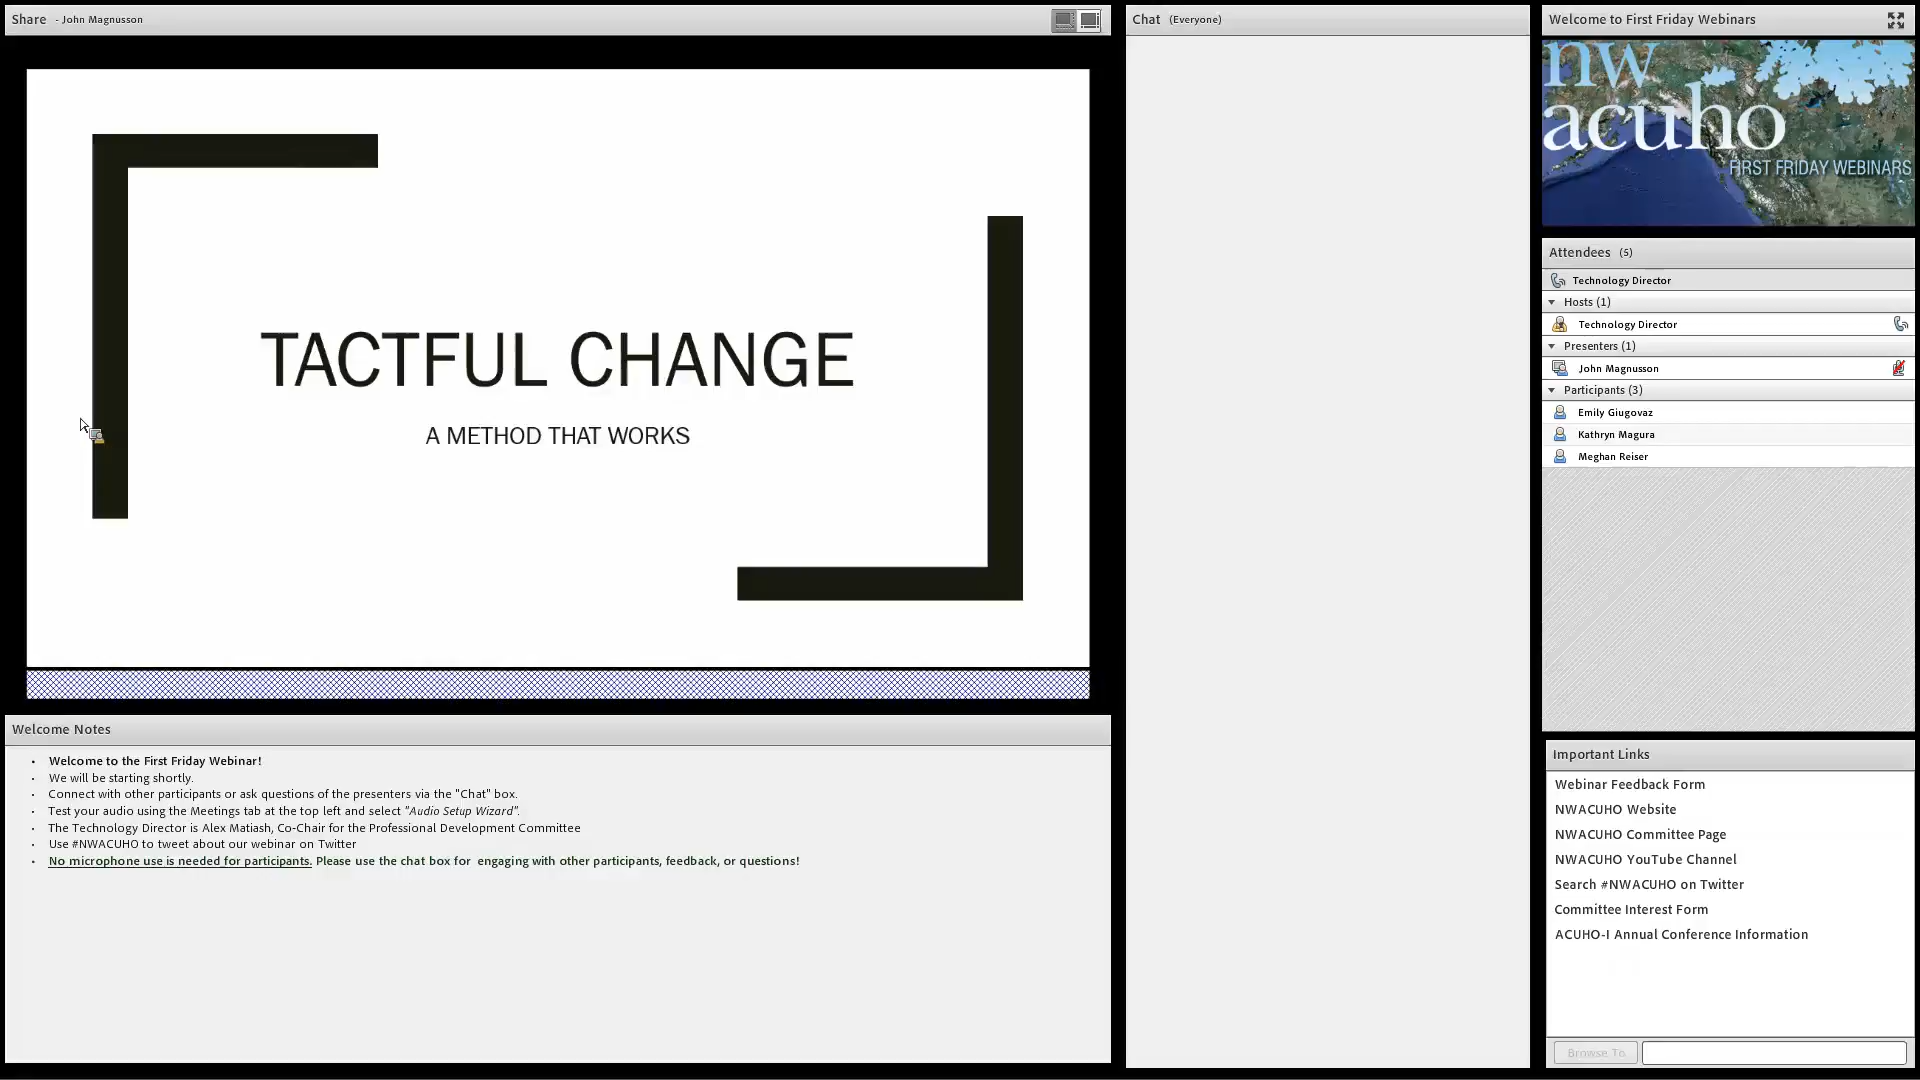 Share - John Magnusson
TACTFUL CHANGE
A METHOD THAT WORKS
Welcome Notes
• Welcome to the First Friday Webinar!
• We will be starting shortly.
• Connect with other participants or ask questions of the presenters via the "Chat" box.
• Test your audio using the Meetings tab at the top left and select "Audio Setup Wizard".
• The Technology Director is Alex Matiash, Co-Chair for the Professional Development Committee
• Use #NWACUHO to tweet about our webinar on Twitter
• No microphone use is needed for participants. Please use the chat box for engaging with other participants, feedback, or questions!
Chat (Everyone)
Welcome to First Friday Webinars
nw
acuho
FIRST FRIDAY WEBINARS
Attendees (5)
Technology Director
Hosts (1)
Technology Director
Presenters (1)
John Magnusson
Participants (3)
Emily Giugovaz
Kathryn Magura
Meghan Reiser
Important Links
Webinar Feedback Form
NWACUHO Website
NWACUHO Committee Page
NWACUHO YouTube Channel
Search #NWACUHO on Twitter
Committee Interest Form
ACUHO-I Annual Conference Information
Browse To